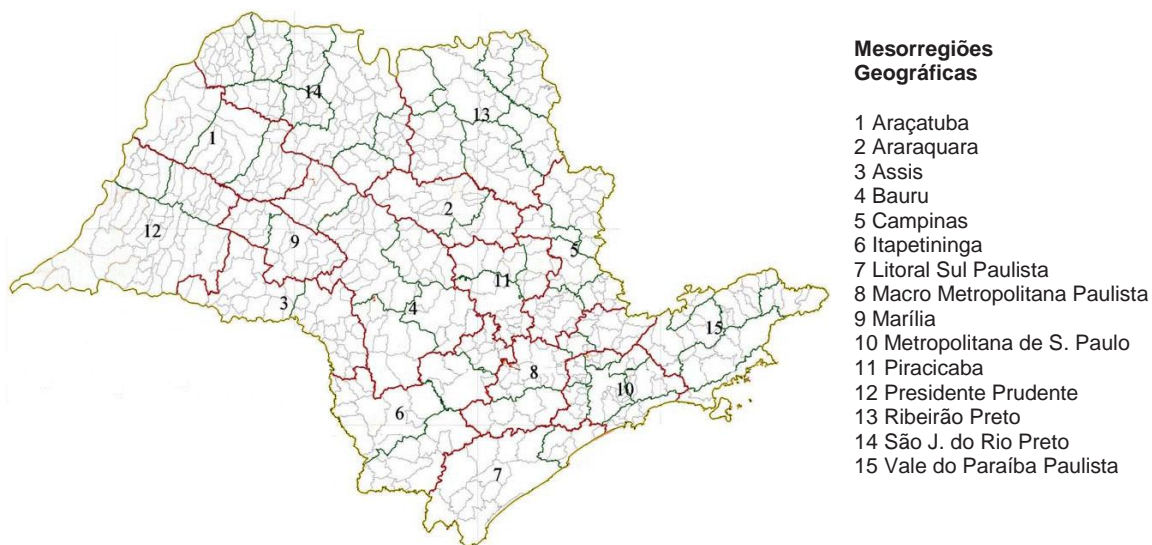 Mesorregiões
Geográficas
1 Araçatuba
2 Araraquara
3 Assis
4 Bauru
5 Campinas
6 Itapetininga
7 Litoral Sul Paulista
8 Macro Metropolitana Paulista
9 Marília
10 Metropolitana de S. Paulo
11 Piracicaba
12 Presidente Prudente
13 Ribeirão Preto
14 São J. do Rio Preto
15 Vale do Paraíba Paulista
14
13
1
2
12
9
5
11
3
4
15
8
10
6
7